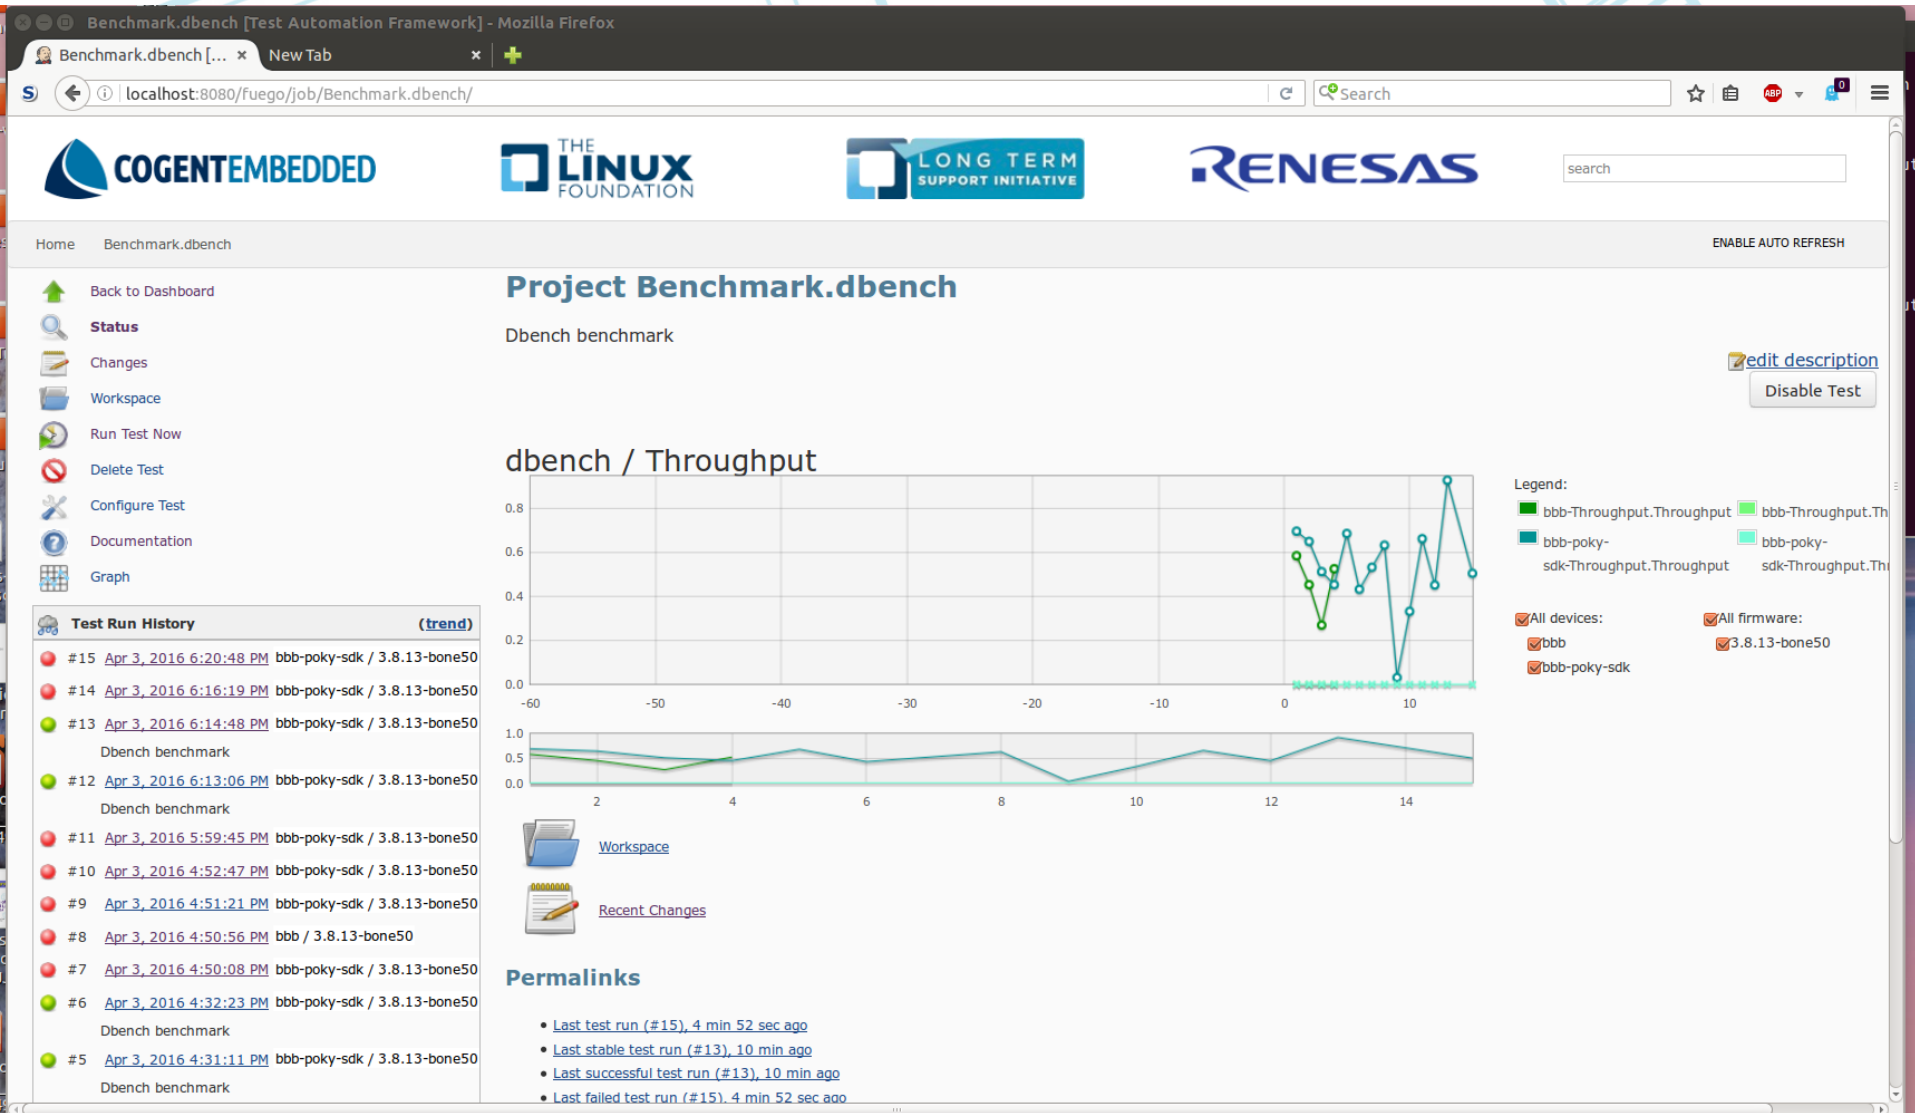 Benchmark.dbench [Test Automation Framework] - Mozilla Firefox
Benchmark.dbench [... × New Tab ×
S localhost:8080/fuego/job/Benchmark.dbench/ Search ABP 0
COGENTEMBEDDED
THE LINUX FOUNDATION
LONG TERM SUPPORT INITIATIVE
RENESAS
search
Home Benchmark.dbench ENABLE AUTO REFRESH
Back to Dashboard
Status
Changes
Workspace
Run Test Now
Delete Test
Configure Test
Documentation
Graph
Test Run History (trend)
#15 Apr 3, 2016 6:20:48 PM bbb-poky-sdk / 3.8.13-bone50
#14 Apr 3, 2016 6:16:19 PM bbb-poky-sdk / 3.8.13-bone50
#13 Apr 3, 2016 6:14:48 PM bbb-poky-sdk / 3.8.13-bone50
Dbench benchmark
#12 Apr 3, 2016 6:13:06 PM bbb-poky-sdk / 3.8.13-bone50
Dbench benchmark
#11 Apr 3, 2016 5:59:45 PM bbb-poky-sdk / 3.8.13-bone50
#10 Apr 3, 2016 4:52:47 PM bbb-poky-sdk / 3.8.13-bone50
#9 Apr 3, 2016 4:51:21 PM bbb-poky-sdk / 3.8.13-bone50
#8 Apr 3, 2016 4:50:56 PM bbb / 3.8.13-bone50
#7 Apr 3, 2016 4:50:08 PM bbb-poky-sdk / 3.8.13-bone50
#6 Apr 3, 2016 4:32:23 PM bbb-poky-sdk / 3.8.13-bone50
Dbench benchmark
#5 Apr 3, 2016 4:31:11 PM bbb-poky-sdk / 3.8.13-bone50
Dbench benchmark
Project Benchmark.dbench
Dbench benchmark
edit description
Disable Test
dbench / Throughput
0.8
0.6
0.4
0.2
0.0
-60 -50 -40 -30 -20 -10 0 10
1.0
0.5
0.0
2 4 6 8 10 12 14
Legend:
bbb-Throughput.Throughput bbb-Throughput.Th
bbb-poky- bbb-poky-
sdk-Throughput.Throughput sdk-Throughput.Thr
All devices: All firmware:
bbb 3.8.13-bone50
bbb-poky-sdk
Workspace
Recent Changes
Permalinks
Last test run (#15), 4 min 52 sec ago
Last stable test run (#13), 10 min ago
Last successful test run (#13), 10 min ago
Last failed test run (#15), 4 min 52 sec ago